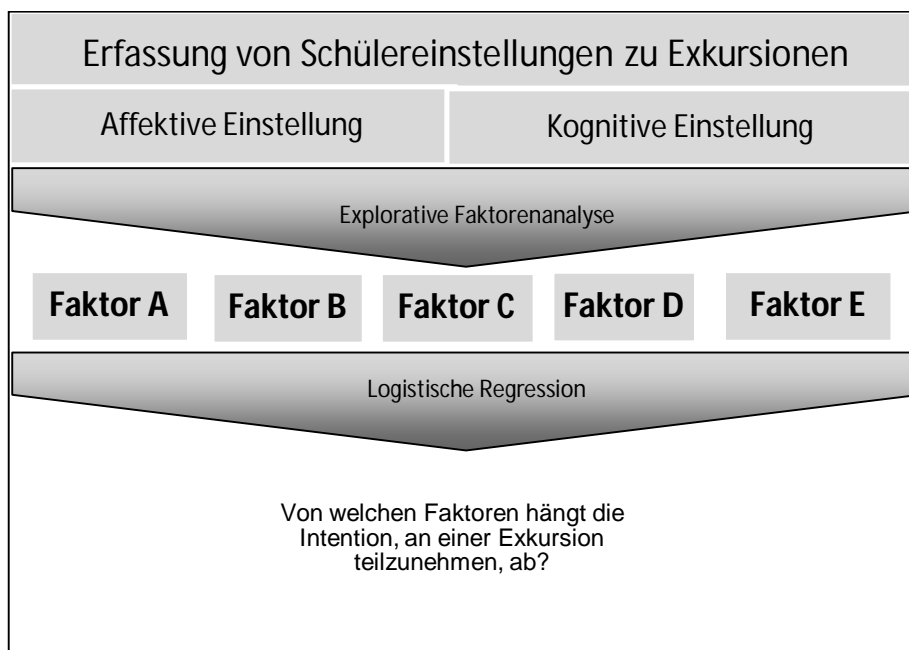 Erfassung von Schülereinstellungen zu Exkursionen
Affektive Einstellung
Kognitive Einstellung
Explorative Faktorenanalyse
Faktor A
Faktor B
Faktor C
Faktor D
Faktor E
Logistische Regression
Von welchen Faktoren hängt die
Intention, an einer Exkursion
teilzunehmen, ab?